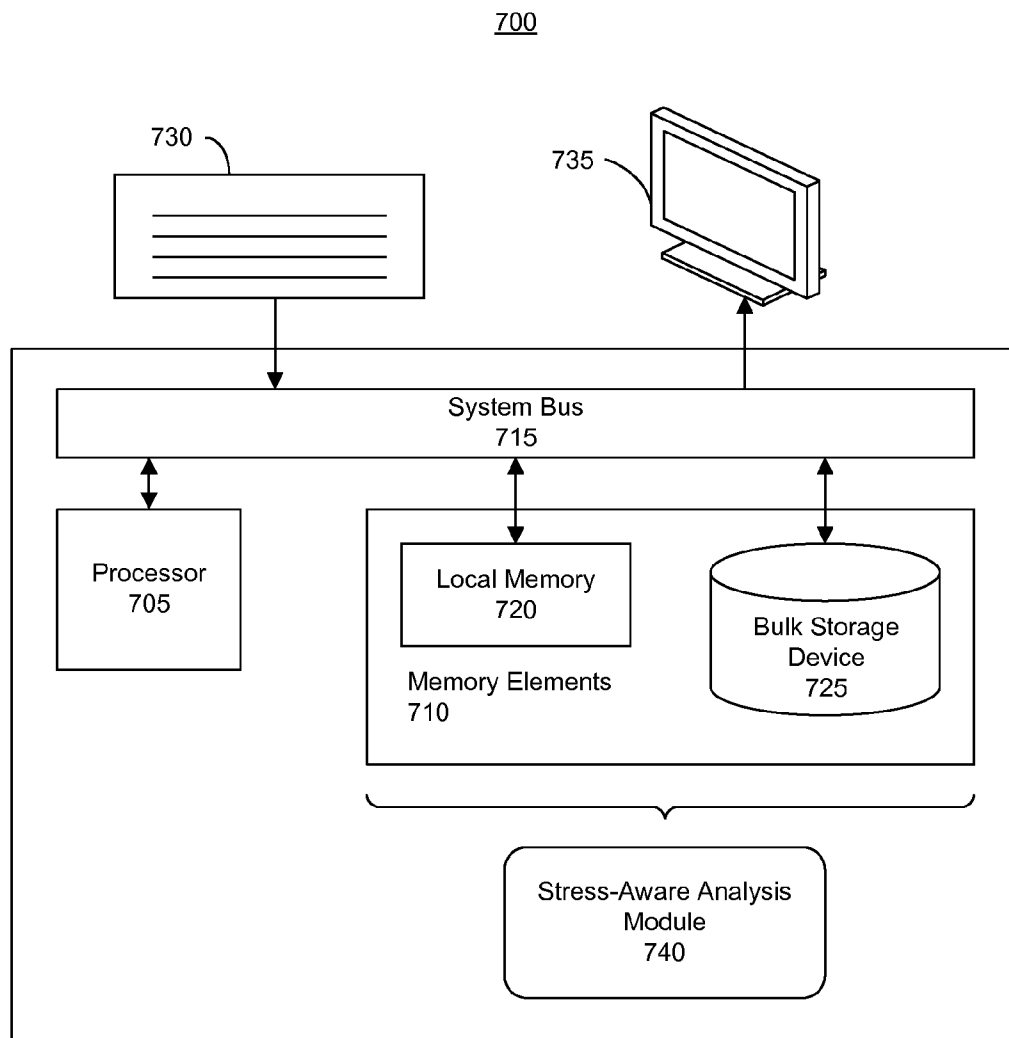 700
730
735
System Bus
715
Processor
705
Local Memory
720
Memory Elements
710
Bulk Storage
Device
725
Stress-Aware Analysis
Module
740